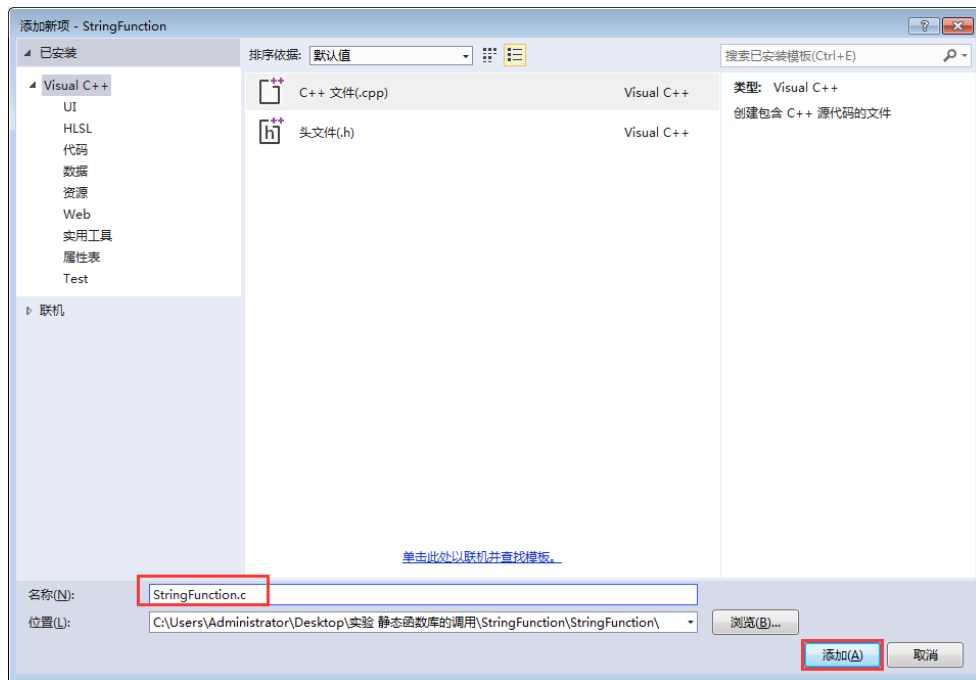 添加新项 - StringFunction
已安装
排序依据: 默认值
搜索已安装模板(Ctrl+E)
Visual C++
UI
HLSL
代码
数据
资源
Web
实用工具
属性表
Test
联机
C++ 文件(.cpp) Visual C++
头文件(.h) Visual C++
类型: Visual C++
创建包含 C++ 源代码的文件
单击此处以联机并查找模板。
名称(N): StringFunction.c
位置(L): C:\Users\Administrator\Desktop\实验 静态函数库的调用\StringFunction\StringFunction\
浏览(B)...
添加(A) 取消